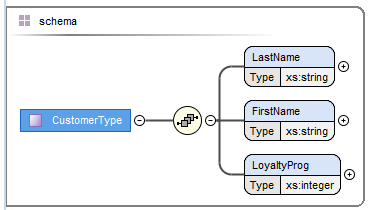 schema
LastName
Type xs:string
CustomerType
FirstName
Type xs:string
LoyaltyProg
Type xs:integer